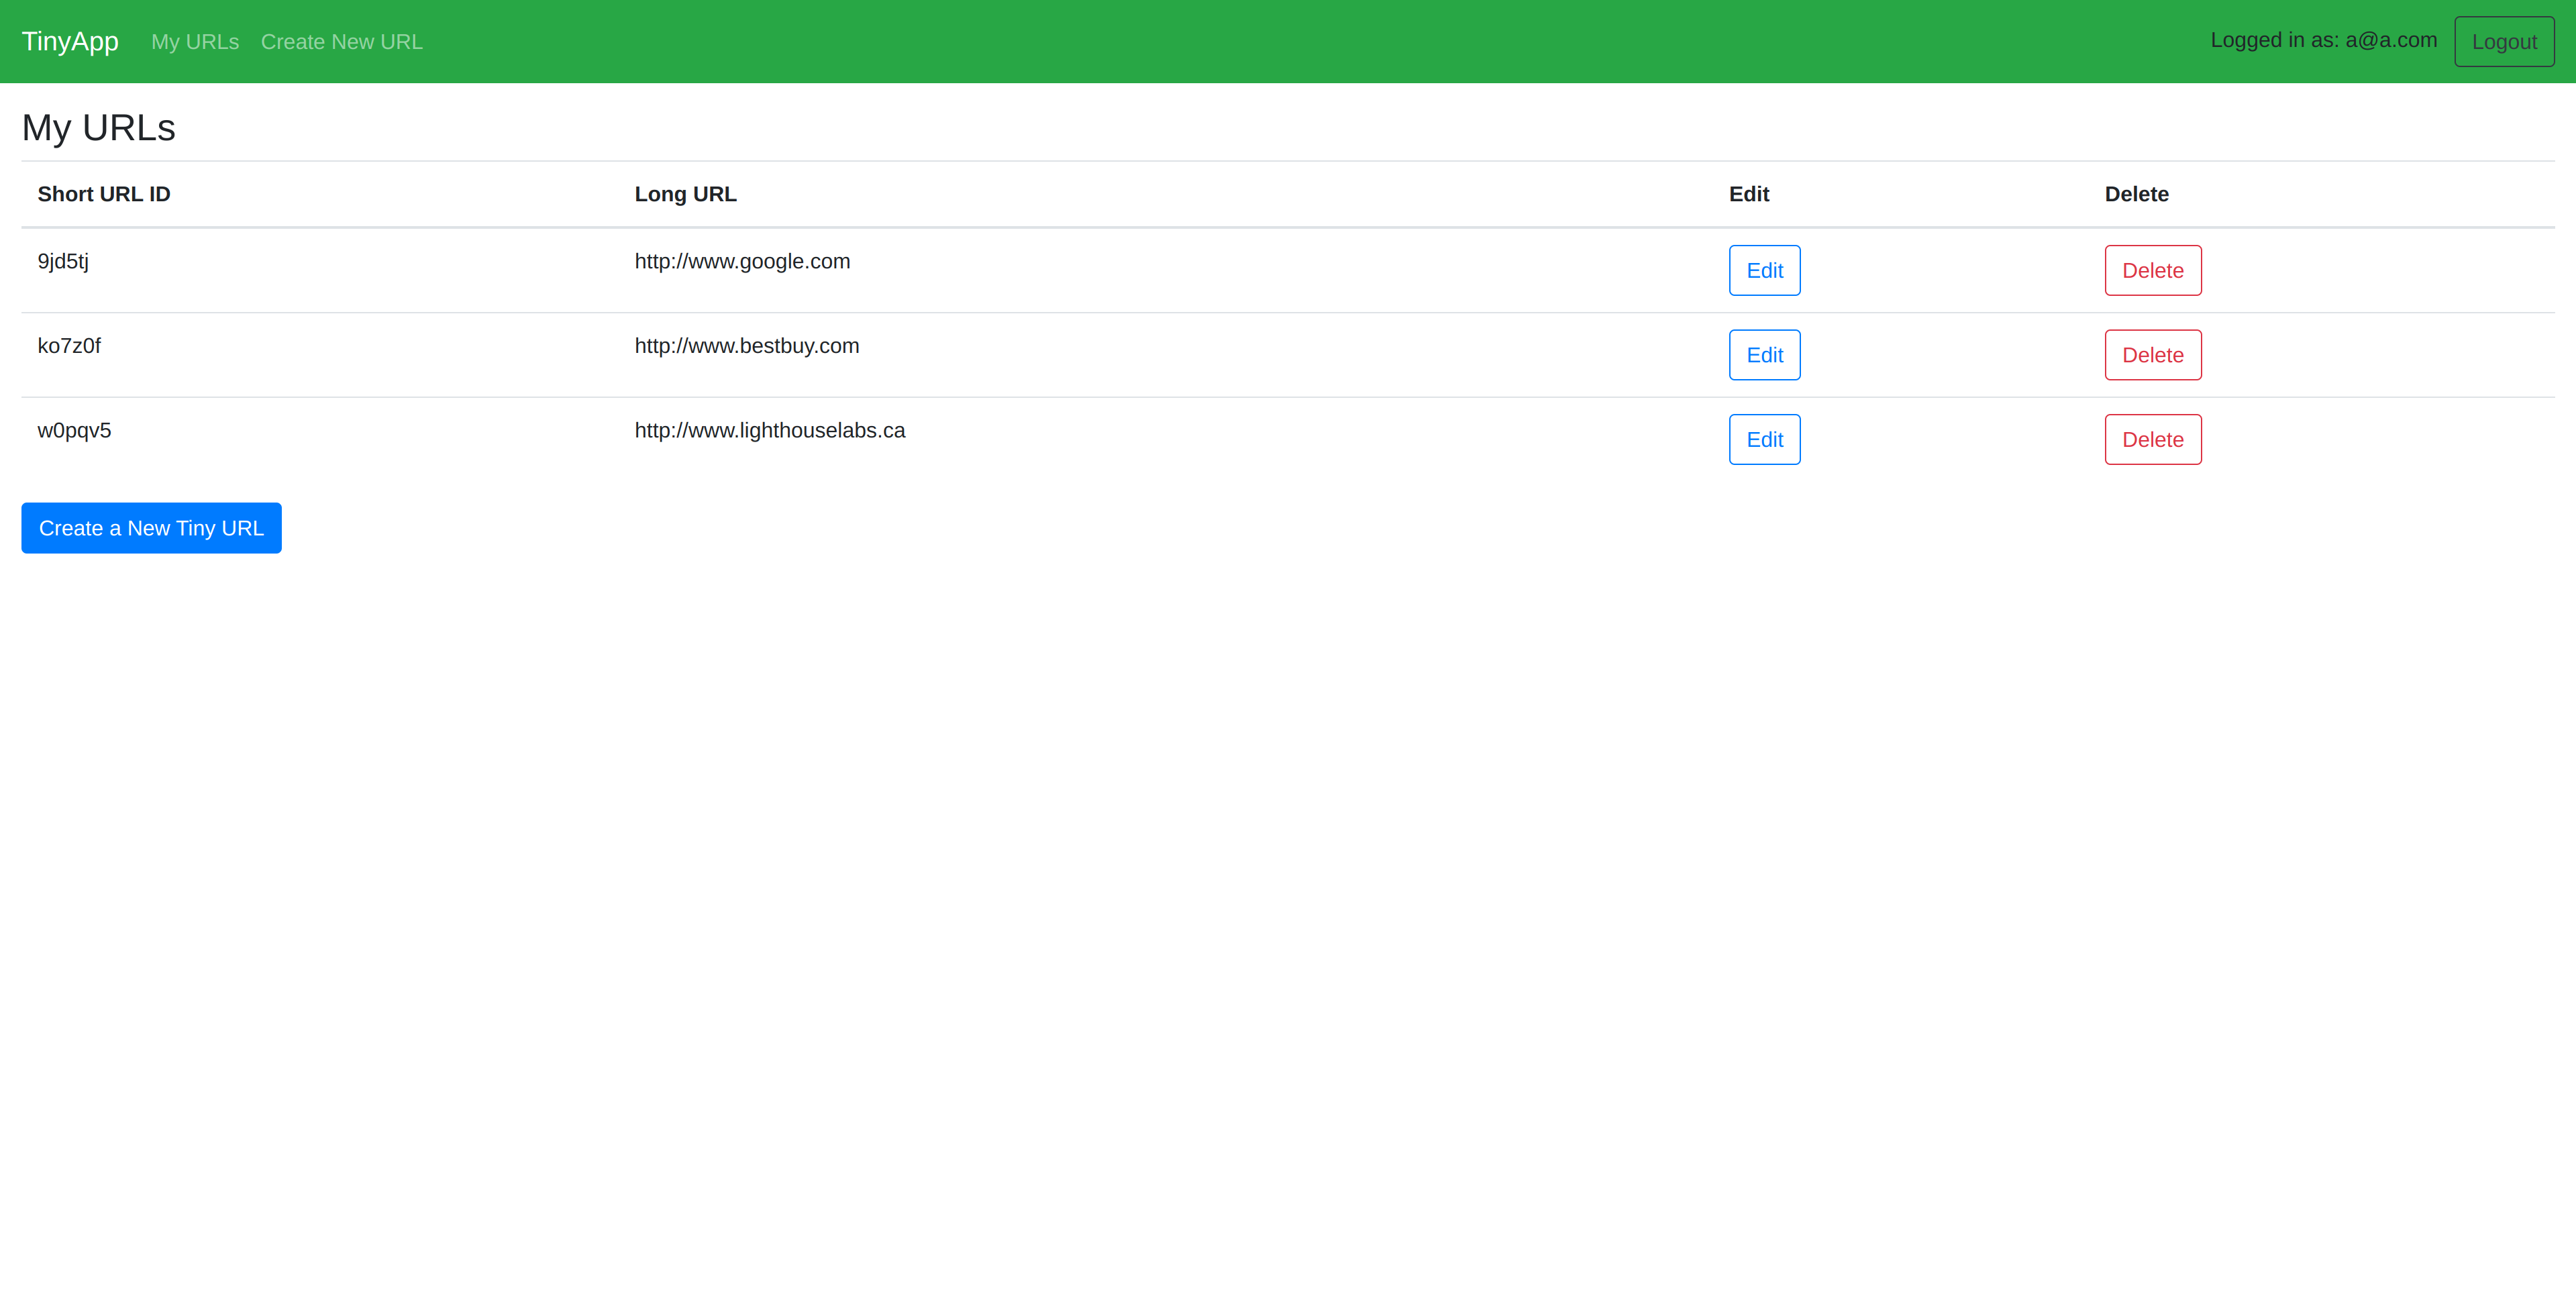 TinyApp My URLs Create New URL Logged in as: a@a.com Logout
My URLs
Short URL ID Long URL Edit Delete
9jd5tj http://www.google.com Edit Delete
ko7z0f http://www.bestbuy.com Edit Delete
w0pqv5 http://www.lighthouselabs.ca Edit Delete
Create a New Tiny URL